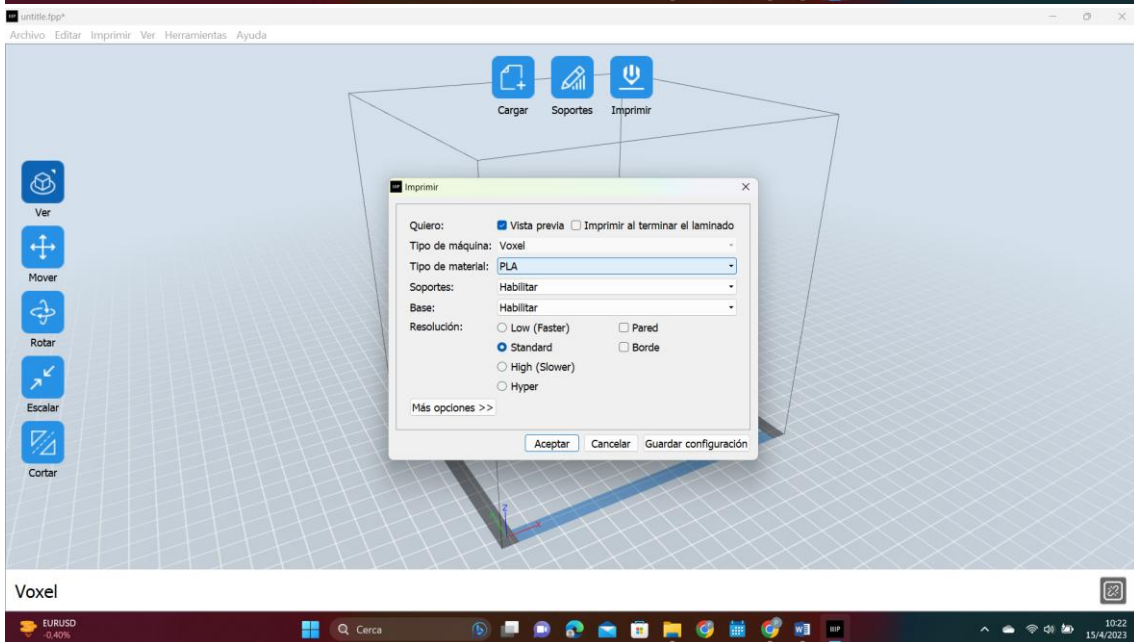 untitle.fpp*
Archivo Editar Imprimir Ver Herramientas Ayuda
Cargar Soportes Imprimir
Ver
Mover
Rotar
Escalar
Cortar
Imprimir
Quiero: Vista previa Imprimir al terminar el laminado
Tipo de máquina: Voxel
Tipo de material: PLA
Soportes: Habilitar
Base: Habilitar
Resolución: Low (Faster) Pared
Standard Borde
High (Slower)
Hyper
Más opciones >>
Aceptar Cancelar Guardar configuración
z
x
Voxel
EURUSD
-0,40%
Cerca
10:22
15/4/2023